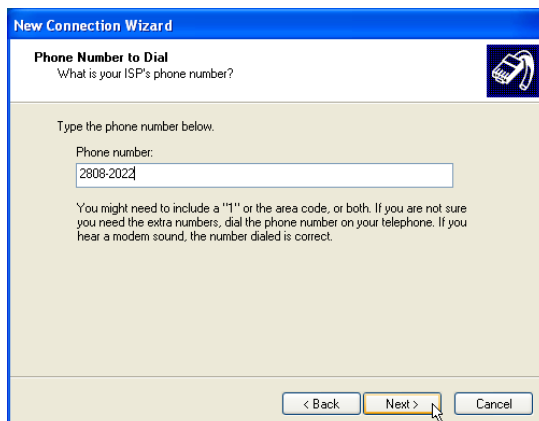 New Connection Wizard
Phone Number to Dial
What is your ISP's phone number?
Type the phone number below.
Phone number:
2808-2022
You might need to include a "1" or the area code, or both. If you are not sure
you need the extra numbers, dial the phone number on your telephone. If you
hear a modem sound, the number dialed is correct.
< Back Next > Cancel